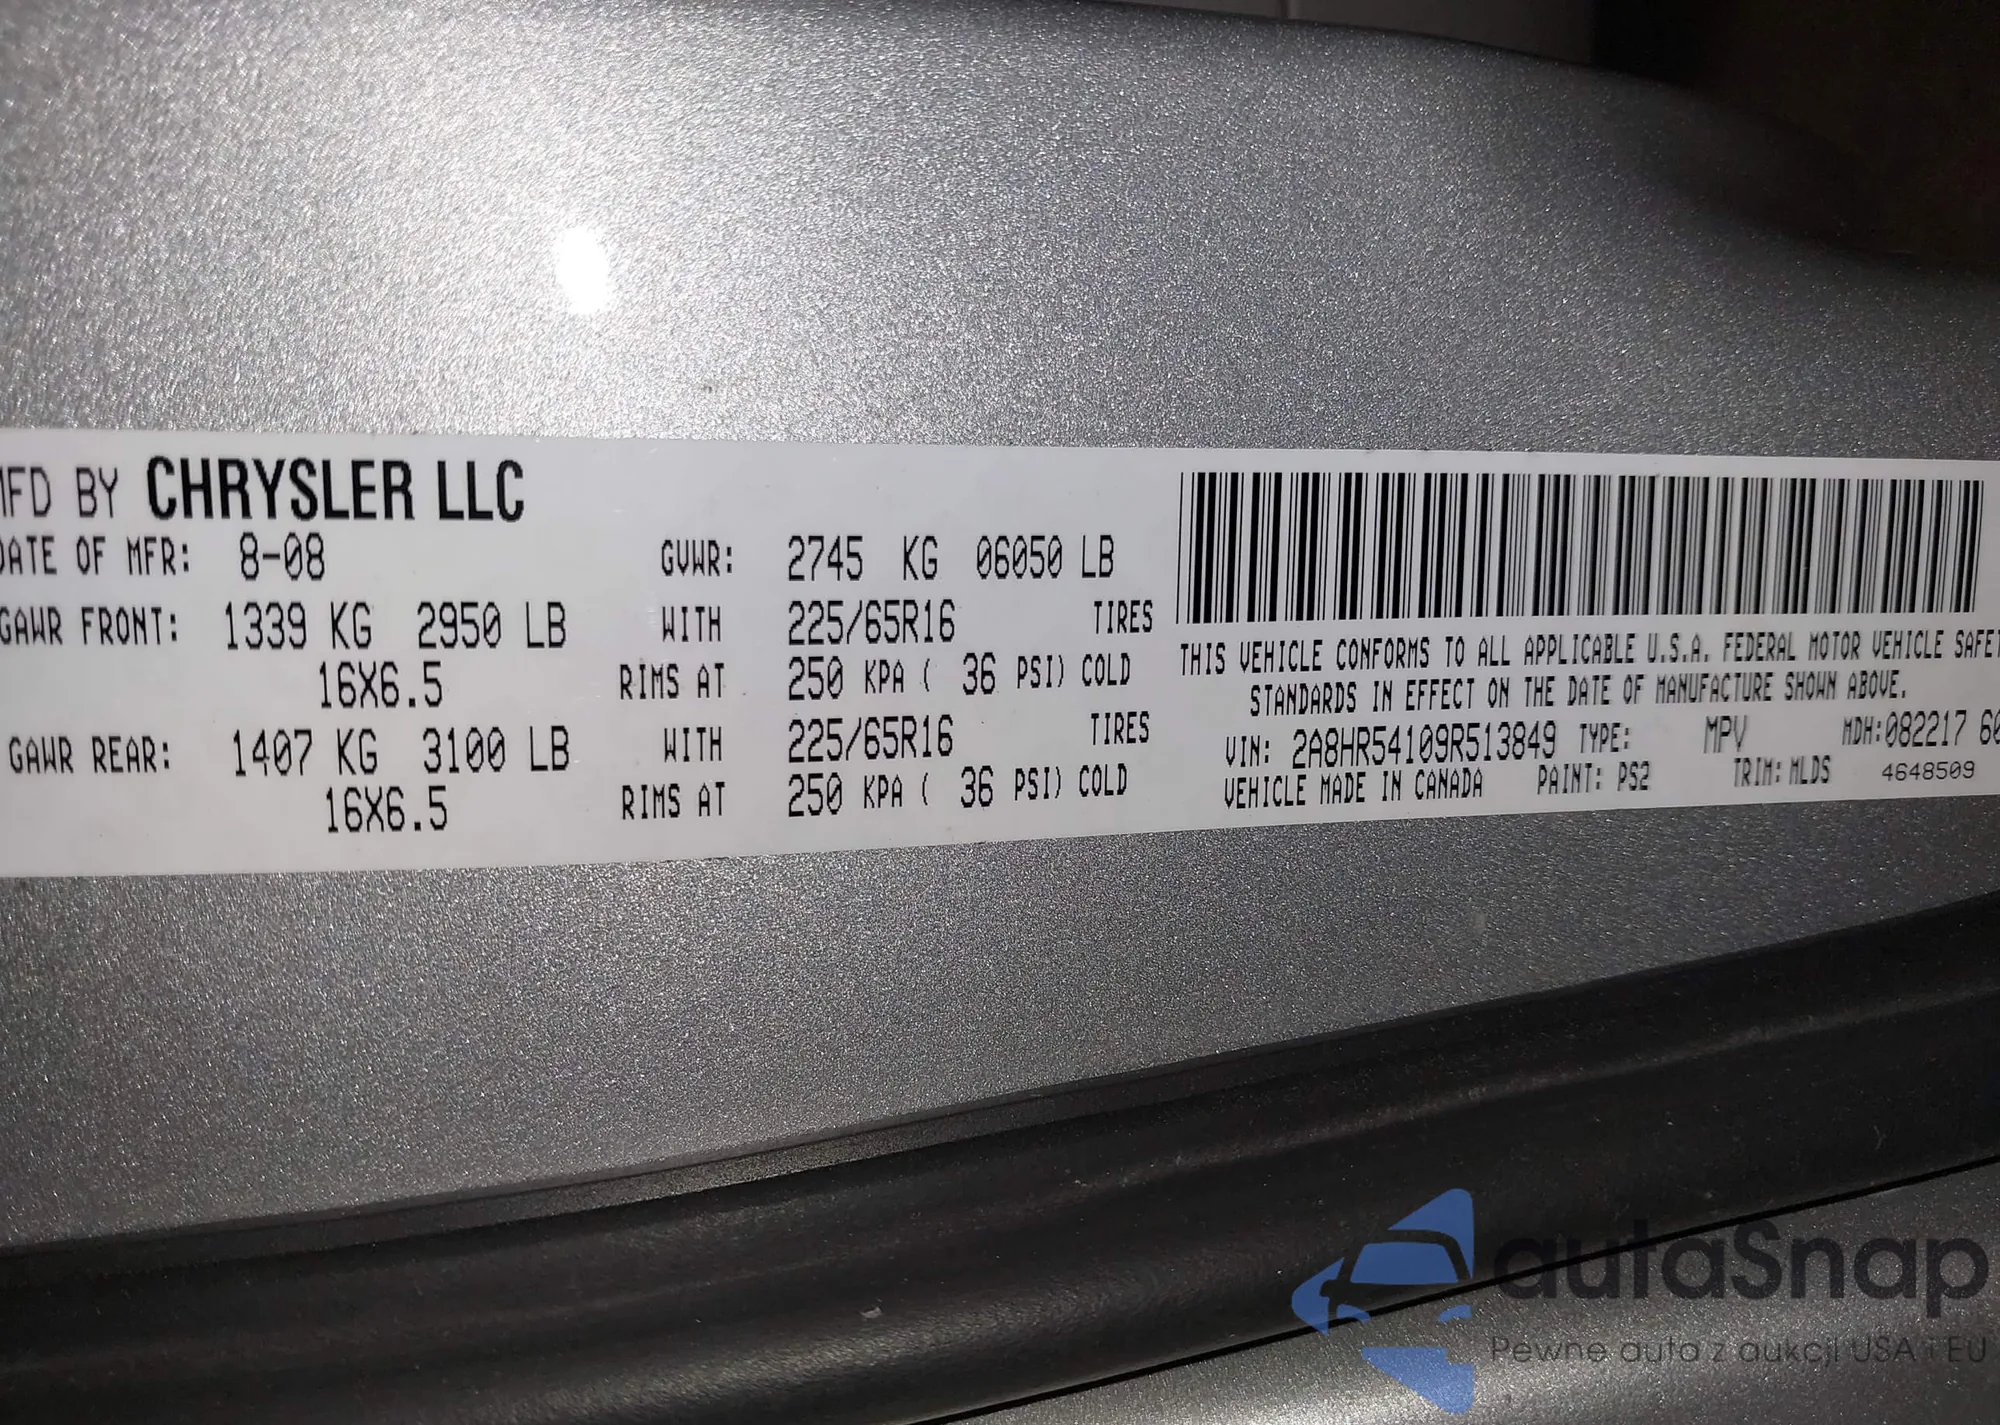 MFD BY CHRYSLER LLC
DATE OF MFR: 8-08 GVWR: 2745 KG 06050 LB
GAWR FRONT: 1339 KG 2950 LB WITH 225/65R16 TIRES
16X6.5 RIMS AT 250 KPA ( 36 PSI) COLD
GAWR REAR: 1407 KG 3100 LB WITH 225/65R16 TIRES
16X6.5 RIMS AT 250 KPA ( 36 PSI) COLD
THIS VEHICLE CONFORMS TO ALL APPLICABLE U.S.A. FEDERAL MOTOR VEHICLE SAFET
STANDARDS IN EFFECT ON THE DATE OF MANUFACTURE SHOWN ABOVE.
VIN: 2A8HR54109R513849 TYPE: MPV MDH:082217 60
VEHICLE MADE IN CANADA PAINT: PS2 TRIM: MLDS 4648509
autaSnap
Pewne auta z aukcji USA i EU